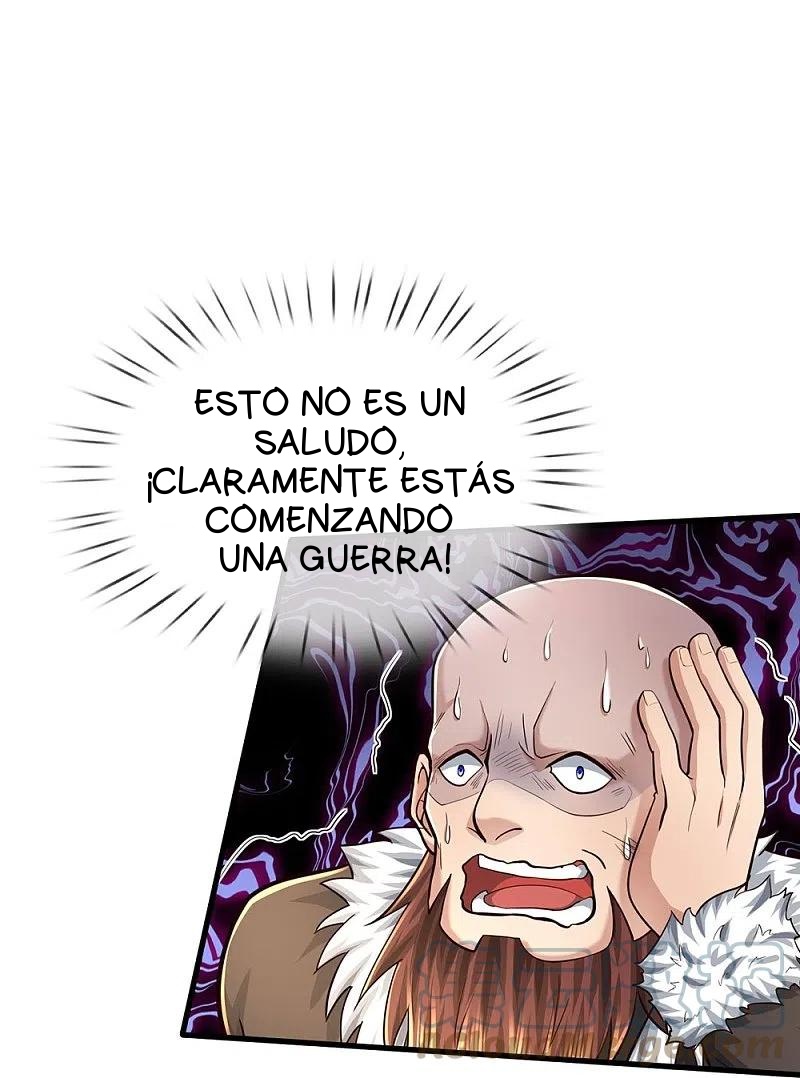 ESTO NO ES UN
SALUDO,
¡CLARAMENTE ESTÁS
COMENZANDO
UNA GUERRA!